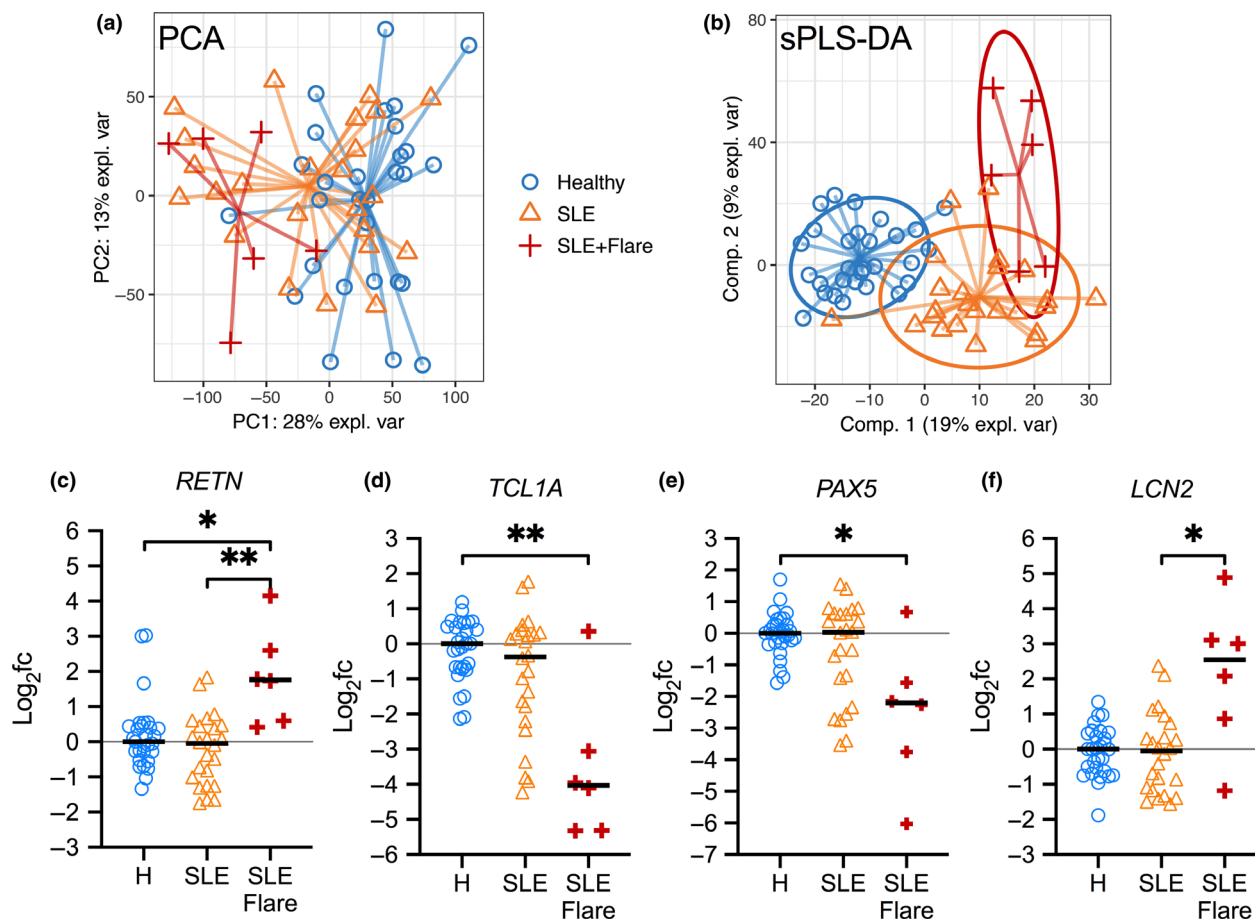 (a)
PCA
PC2: 13% expl. var
50
0
−50
−100
−50
0
50
100
PC1: 28% expl. var
Healthy
SLE
SLE+Flare
(b)
sPLS-DA
Comp. 2 (9% expl. var)
80
40
0
−20
−10
0
10
20
30
Comp. 1 (19% expl. var)
(c)
RETN
Log2fc
6
5
4
3
2
1
0
−1
−2
−3
*
**
H
SLE
SLE
Flare
(d)
TCL1A
Log2fc
3
2
1
0
−1
−2
−3
−4
−5
−6
**
H
SLE
SLE
Flare
(e)
PAX5
Log2fc
3
2
1
0
−1
−2
−3
−4
−5
−6
−7
*
H
SLE
SLE
Flare
(f)
LCN2
Log2fc
6
5
4
3
2
1
0
−1
−2
−3
*
H
SLE
SLE
Flare